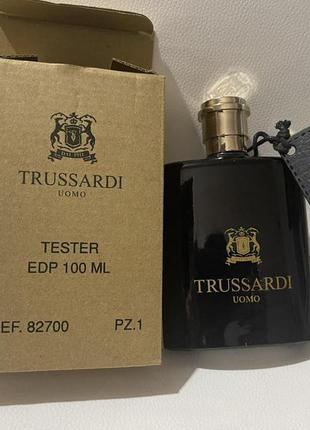 TRUSSARDI
UOMO
TESTER
EDP 100 ML
EF. 82700 PZ.1
TRUSSARDI
UOMO